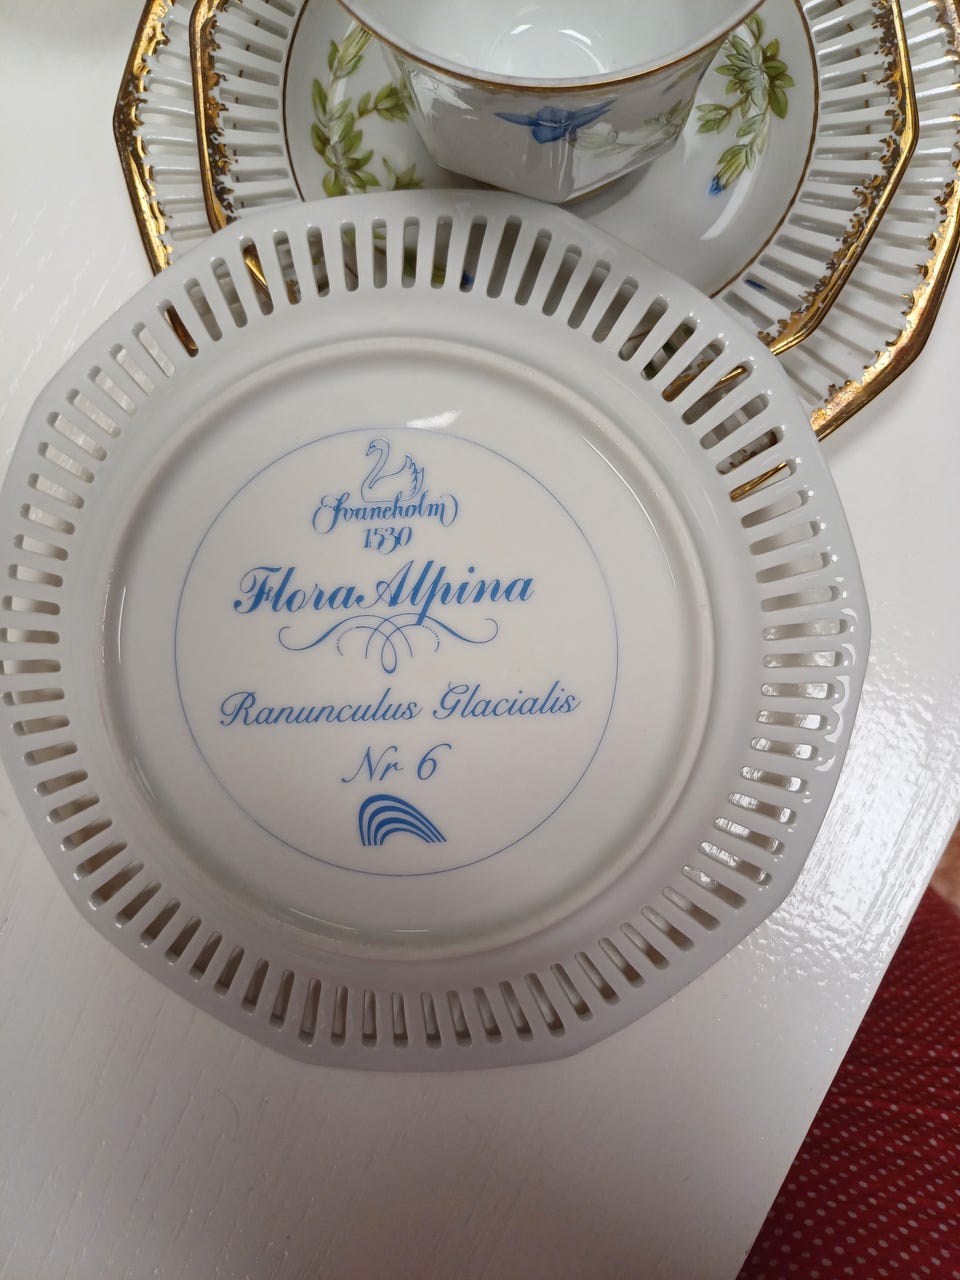 Svaneholm
1530
Flora Alpina
Ranunculus Glacialis
Nr 6